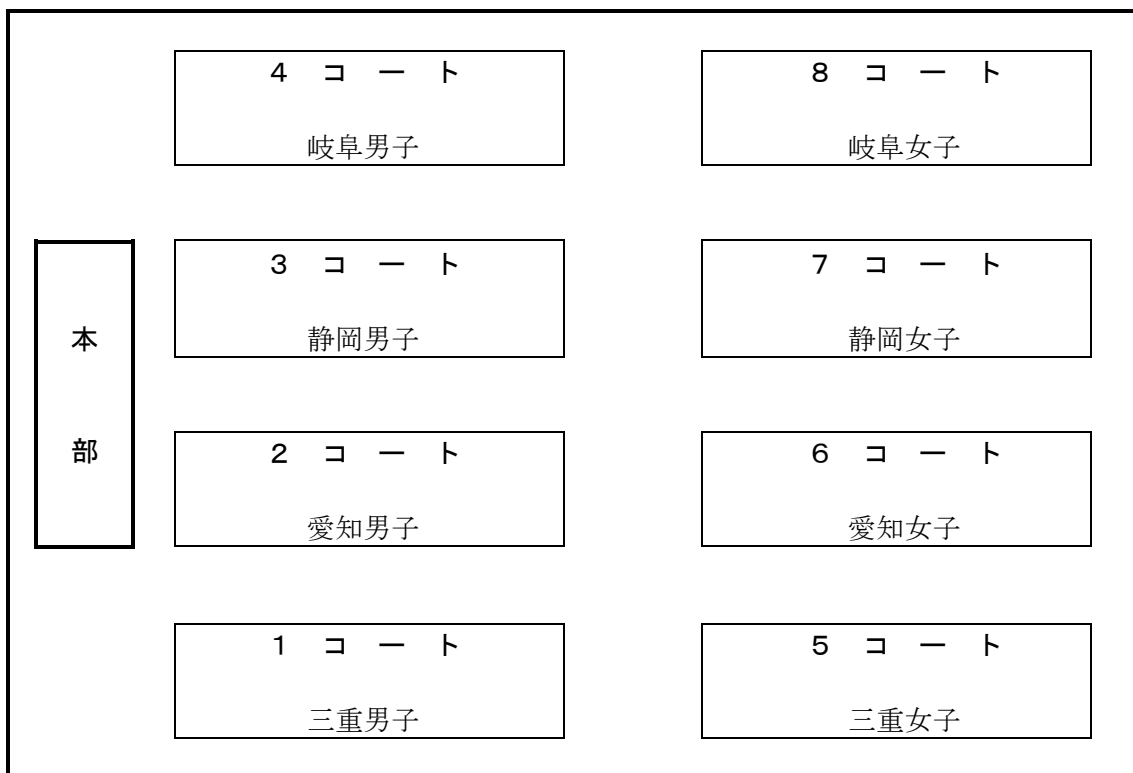 ４ コ ー ト
岐阜男子
８ コ ー ト
岐阜女子
３ コ ー ト
静岡男子
７ コ ー ト
静岡女子
本
部
２ コ ー ト
愛知男子
６ コ ー ト
愛知女子
１ コ ー ト
三重男子
５ コ ー ト
三重女子